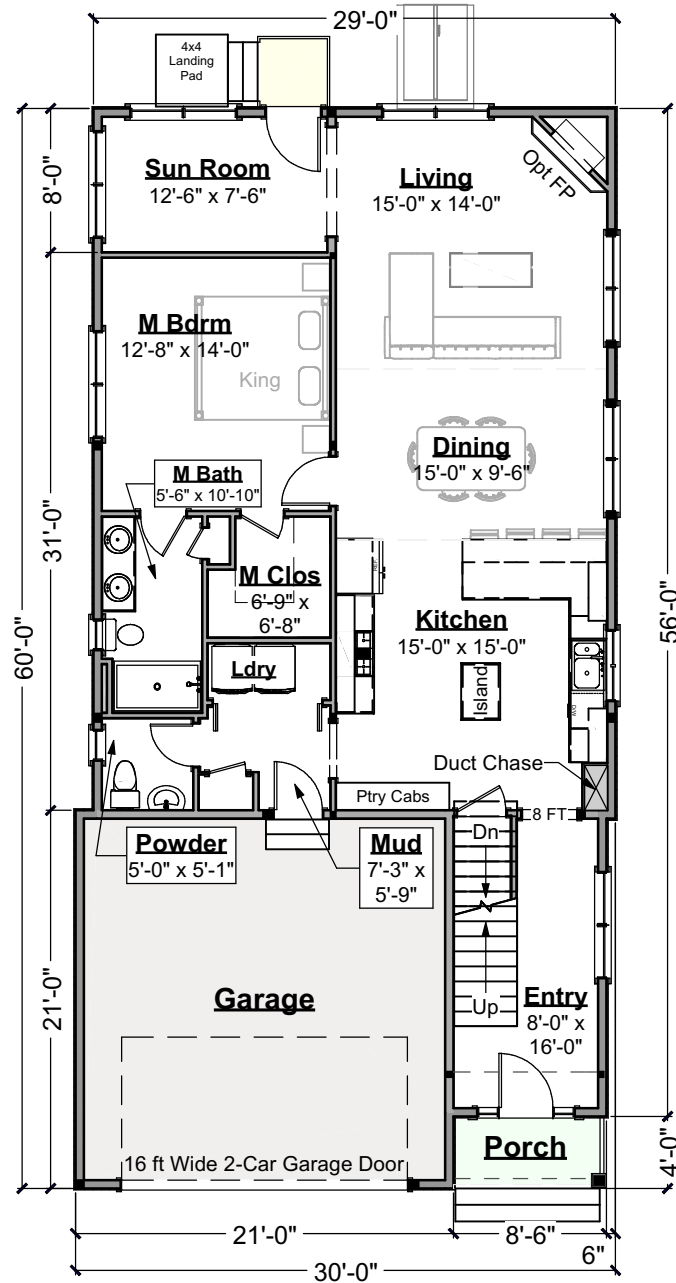 29'-0"
4x4
Landing
Pad
8'-0"
Sun Room
12'-6" x 7'-6"
Living
15'-0" x 14'-0"
Opt FP
M Bdrm
12'-8" x 14'-0"
King
Dining
15'-0" x 9'-6"
M Bath
5'-6" x 10'-10"
31'-0"
60'-0"
56'-0"
M Clos
6'-9" x
6'-8"
REF
Kitchen
15'-0" x 15'-0"
Ldry
Island
Duct Chase
Ptry Cabs
8 FT
Dn
Powder
5'-0" x 5'-1"
Mud
7'-3" x
5'-9"
Garage
Up
Entry
8'-0" x
16'-0"
21'-0"
16 ft Wide 2-Car Garage Door
Porch
4'-0"
21'-0"
8'-6"
6"
30'-0"